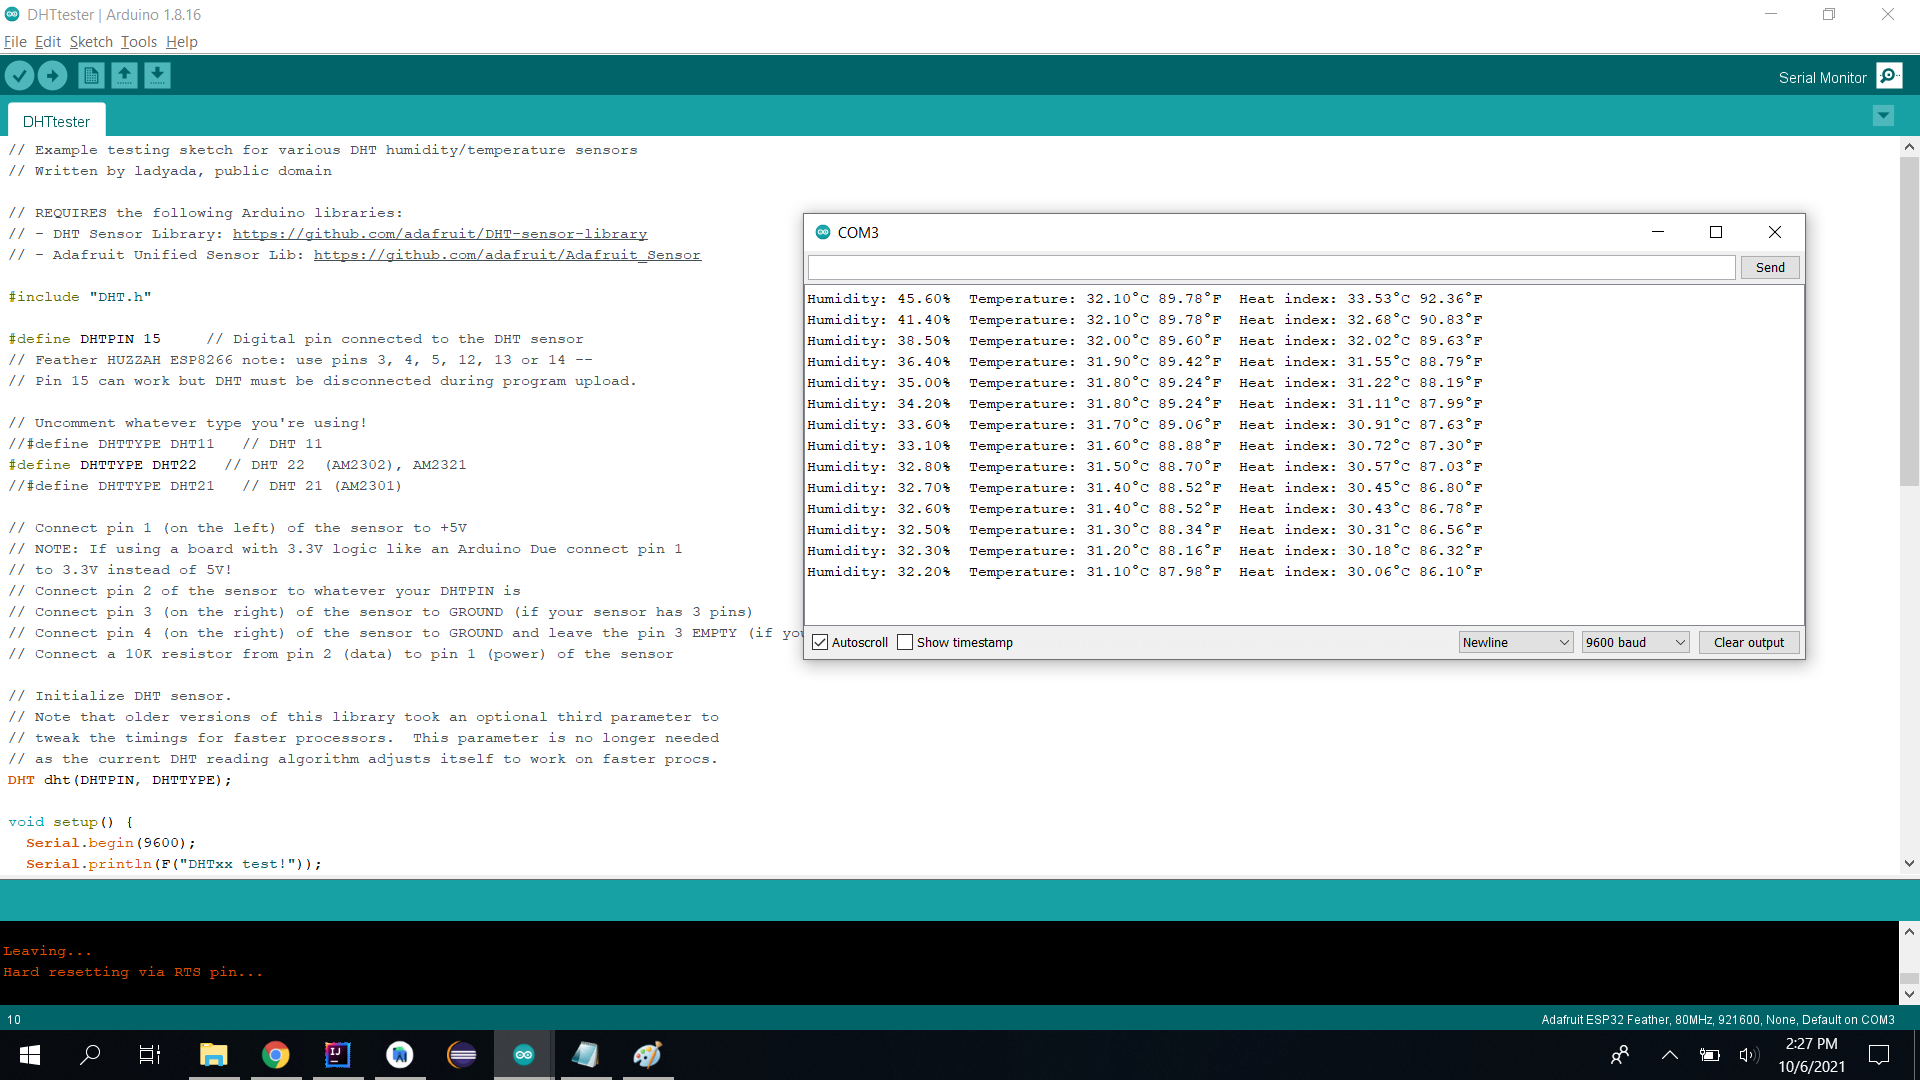 DHTtester | Arduino 1.8.16
File Edit Sketch Tools Help
Serial Monitor
DHTtester
// Example testing sketch for various DHT humidity/temperature sensors
// Written by ladyada, public domain
// REQUIRES the following Arduino libraries:
// - DHT Sensor Library: https://github.com/adafruit/DHT-sensor-library
// - Adafruit Unified Sensor Lib: https://github.com/adafruit/Adafruit_Sensor
#include "DHT.h"
#define DHTPIN 15     // Digital pin connected to the DHT sensor
// Feather HUZZAH ESP8266 note: use pins 3, 4, 5, 12, 13 or 14 --
// Pin 15 can work but DHT must be disconnected during program upload.
// Uncomment whatever type you're using!
//#define DHTTYPE DHT11   // DHT 11
#define DHTTYPE DHT22   // DHT 22  (AM2302), AM2321
//#define DHTTYPE DHT21   // DHT 21 (AM2301)
// Connect pin 1 (on the left) of the sensor to +5V
// NOTE: If using a board with 3.3V logic like an Arduino Due connect pin 1
// to 3.3V instead of 5V!
// Connect pin 2 of the sensor to whatever your DHTPIN is
// Connect pin 3 (on the right) of the sensor to GROUND (if your sensor has 3 pins)
// Connect pin 4 (on the right) of the sensor to GROUND and leave the pin 3 EMPTY (if you
// Connect a 10K resistor from pin 2 (data) to pin 1 (power) of the sensor
// Initialize DHT sensor.
// Note that older versions of this library took an optional third parameter to
// tweak the timings for faster processors.  This parameter is no longer needed
// as the current DHT reading algorithm adjusts itself to work on faster procs.
DHT dht(DHTPIN, DHTTYPE);
void setup() {
  Serial.begin(9600);
  Serial.println(F("DHTxx test!"));
COM3
Send
Humidity: 45.60%  Temperature: 32.10°C 89.78°F  Heat index: 33.53°C 92.36°F
Humidity: 41.40%  Temperature: 32.10°C 89.78°F  Heat index: 32.68°C 90.83°F
Humidity: 38.50%  Temperature: 32.00°C 89.60°F  Heat index: 32.02°C 89.63°F
Humidity: 36.40%  Temperature: 31.90°C 89.42°F  Heat index: 31.55°C 88.79°F
Humidity: 35.00%  Temperature: 31.80°C 89.24°F  Heat index: 31.22°C 88.19°F
Humidity: 34.20%  Temperature: 31.80°C 89.24°F  Heat index: 31.11°C 87.99°F
Humidity: 33.60%  Temperature: 31.70°C 89.06°F  Heat index: 30.91°C 87.63°F
Humidity: 33.10%  Temperature: 31.60°C 88.88°F  Heat index: 30.72°C 87.30°F
Humidity: 32.80%  Temperature: 31.50°C 88.70°F  Heat index: 30.57°C 87.03°F
Humidity: 32.70%  Temperature: 31.40°C 88.52°F  Heat index: 30.45°C 86.80°F
Humidity: 32.60%  Temperature: 31.40°C 88.52°F  Heat index: 30.43°C 86.78°F
Humidity: 32.50%  Temperature: 31.30°C 88.34°F  Heat index: 30.31°C 86.56°F
Humidity: 32.30%  Temperature: 31.20°C 88.16°F  Heat index: 30.18°C 86.32°F
Humidity: 32.20%  Temperature: 31.10°C 87.98°F  Heat index: 30.06°C 86.10°F
Autoscroll Show timestamp Newline 9600 baud Clear output
Leaving...
Hard resetting via RTS pin...
10 Adafruit ESP32 Feather, 80MHz, 921600, None, Default on COM3
IJ
2:27 PM
10/6/2021